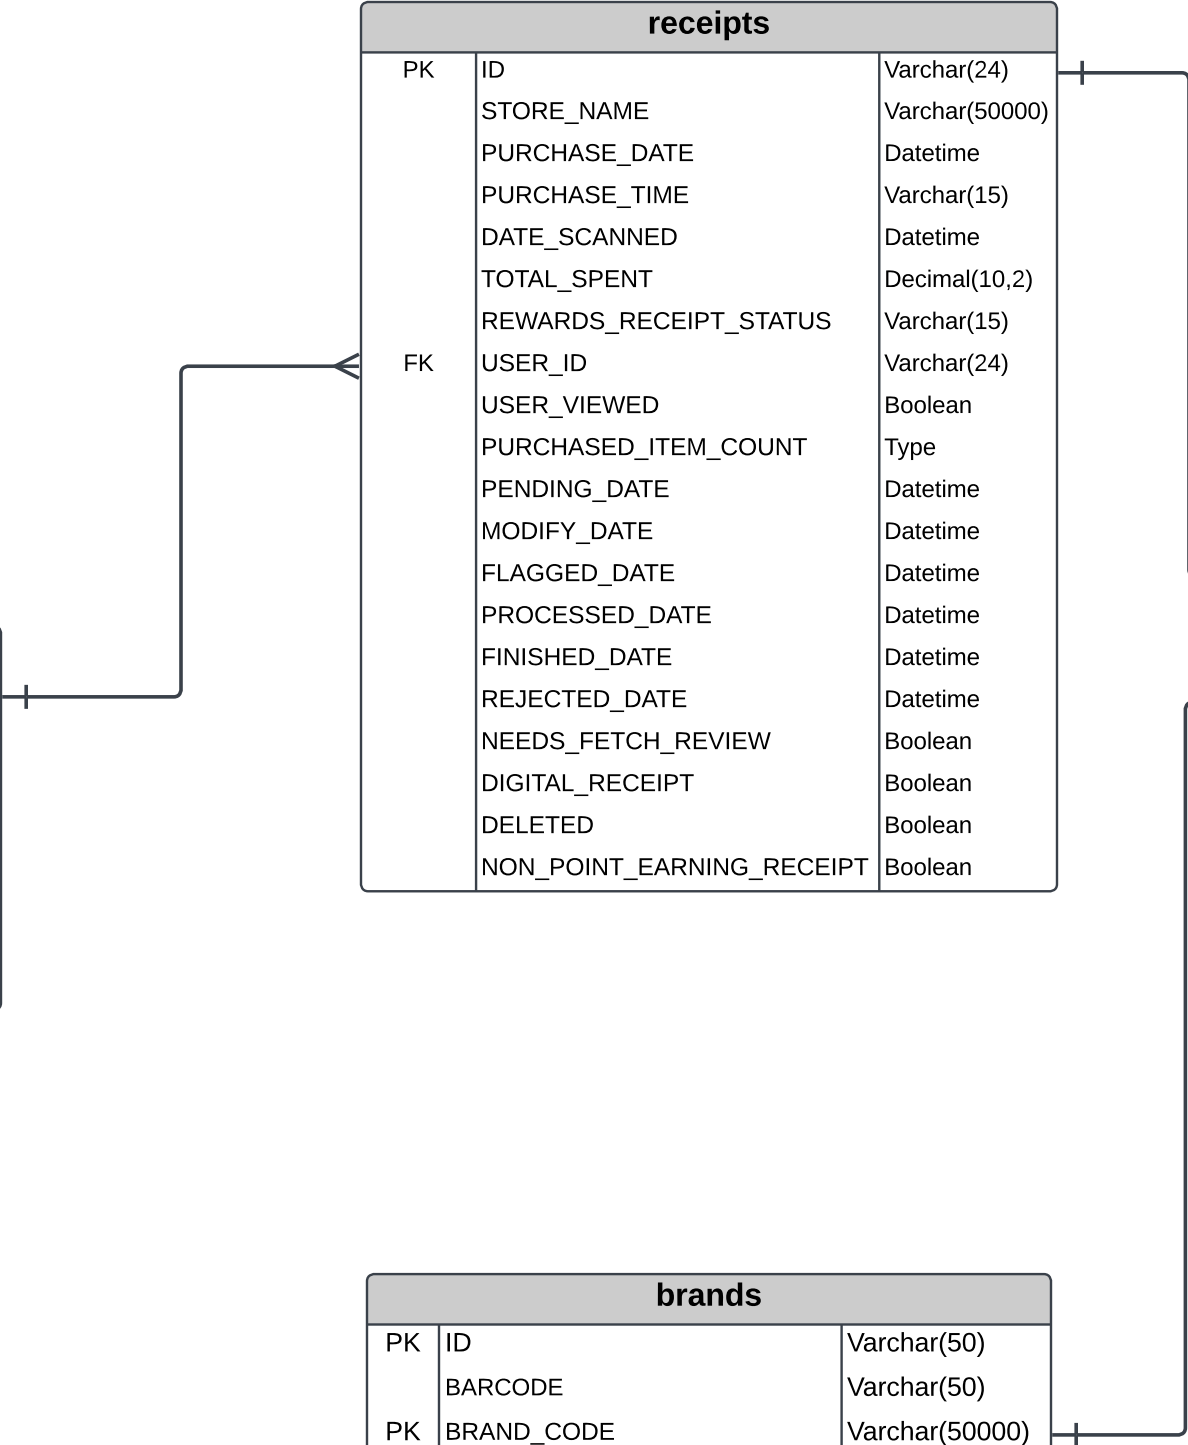 receipts
PK ID Varchar(24)
STORE_NAME Varchar(50000)
PURCHASE_DATE Datetime
PURCHASE_TIME Varchar(15)
DATE_SCANNED Datetime
TOTAL_SPENT Decimal(10,2)
REWARDS_RECEIPT_STATUS Varchar(15)
FK USER_ID Varchar(24)
USER_VIEWED Boolean
PURCHASED_ITEM_COUNT Type
PENDING_DATE Datetime
MODIFY_DATE Datetime
FLAGGED_DATE Datetime
PROCESSED_DATE Datetime
FINISHED_DATE Datetime
REJECTED_DATE Datetime
NEEDS_FETCH_REVIEW Boolean
DIGITAL_RECEIPT Boolean
DELETED Boolean
NON_POINT_EARNING_RECEIPT Boolean
brands
PK ID Varchar(50)
BARCODE Varchar(50)
PK BRAND_CODE Varchar(50000)